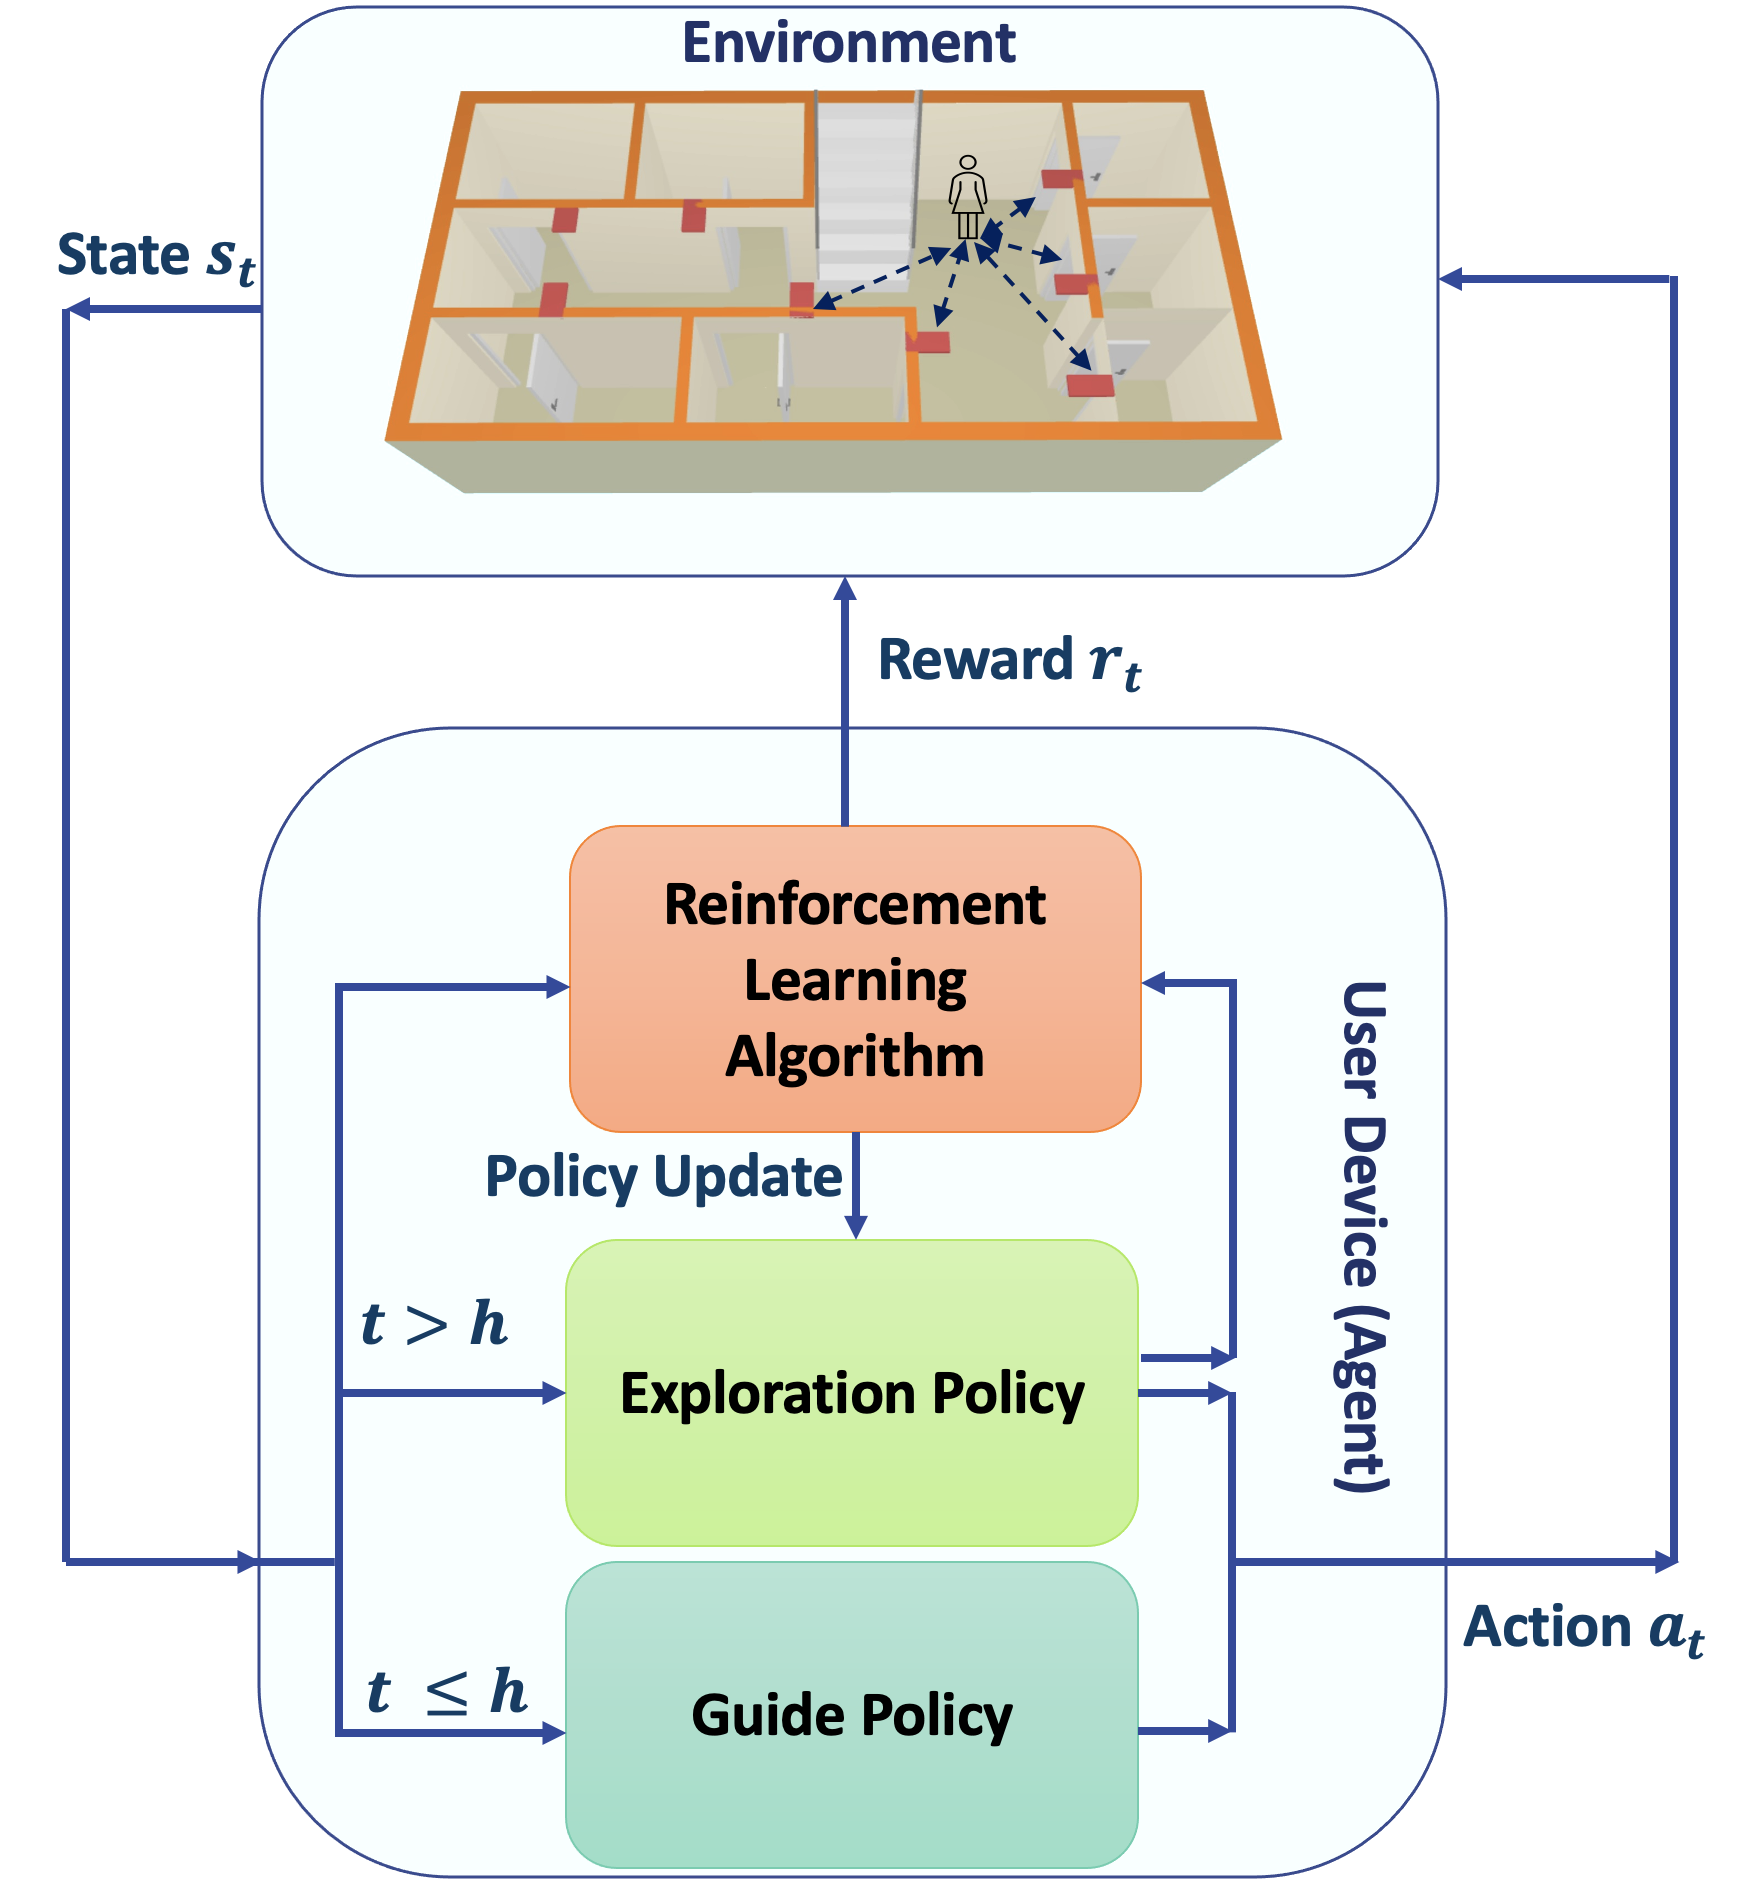 Environment
State s_t
Reward r_t
Reinforcement
Learning
Algorithm
Policy Update
User Device (Agent)
t > h
Exploration Policy
Action a_t
t ≤ h
Guide Policy